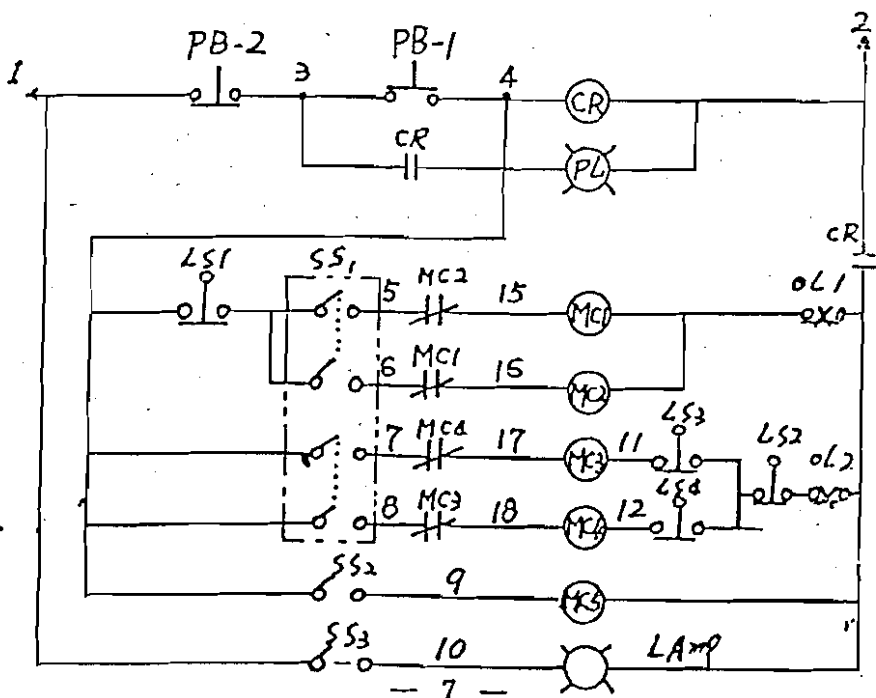 1 PB-2 3 PB-1 4 2
CR
CR PL
CR
LS1 SS1 5 MC2 15 MC1 OL1
6 MC1 15 MC2
7 MC4 17 MC3 11 LS3 LS2 OL2
8 MC3 18 MC4 12 LS4
SS2 9 MC5
SS3 10 LAmp
— 7 —